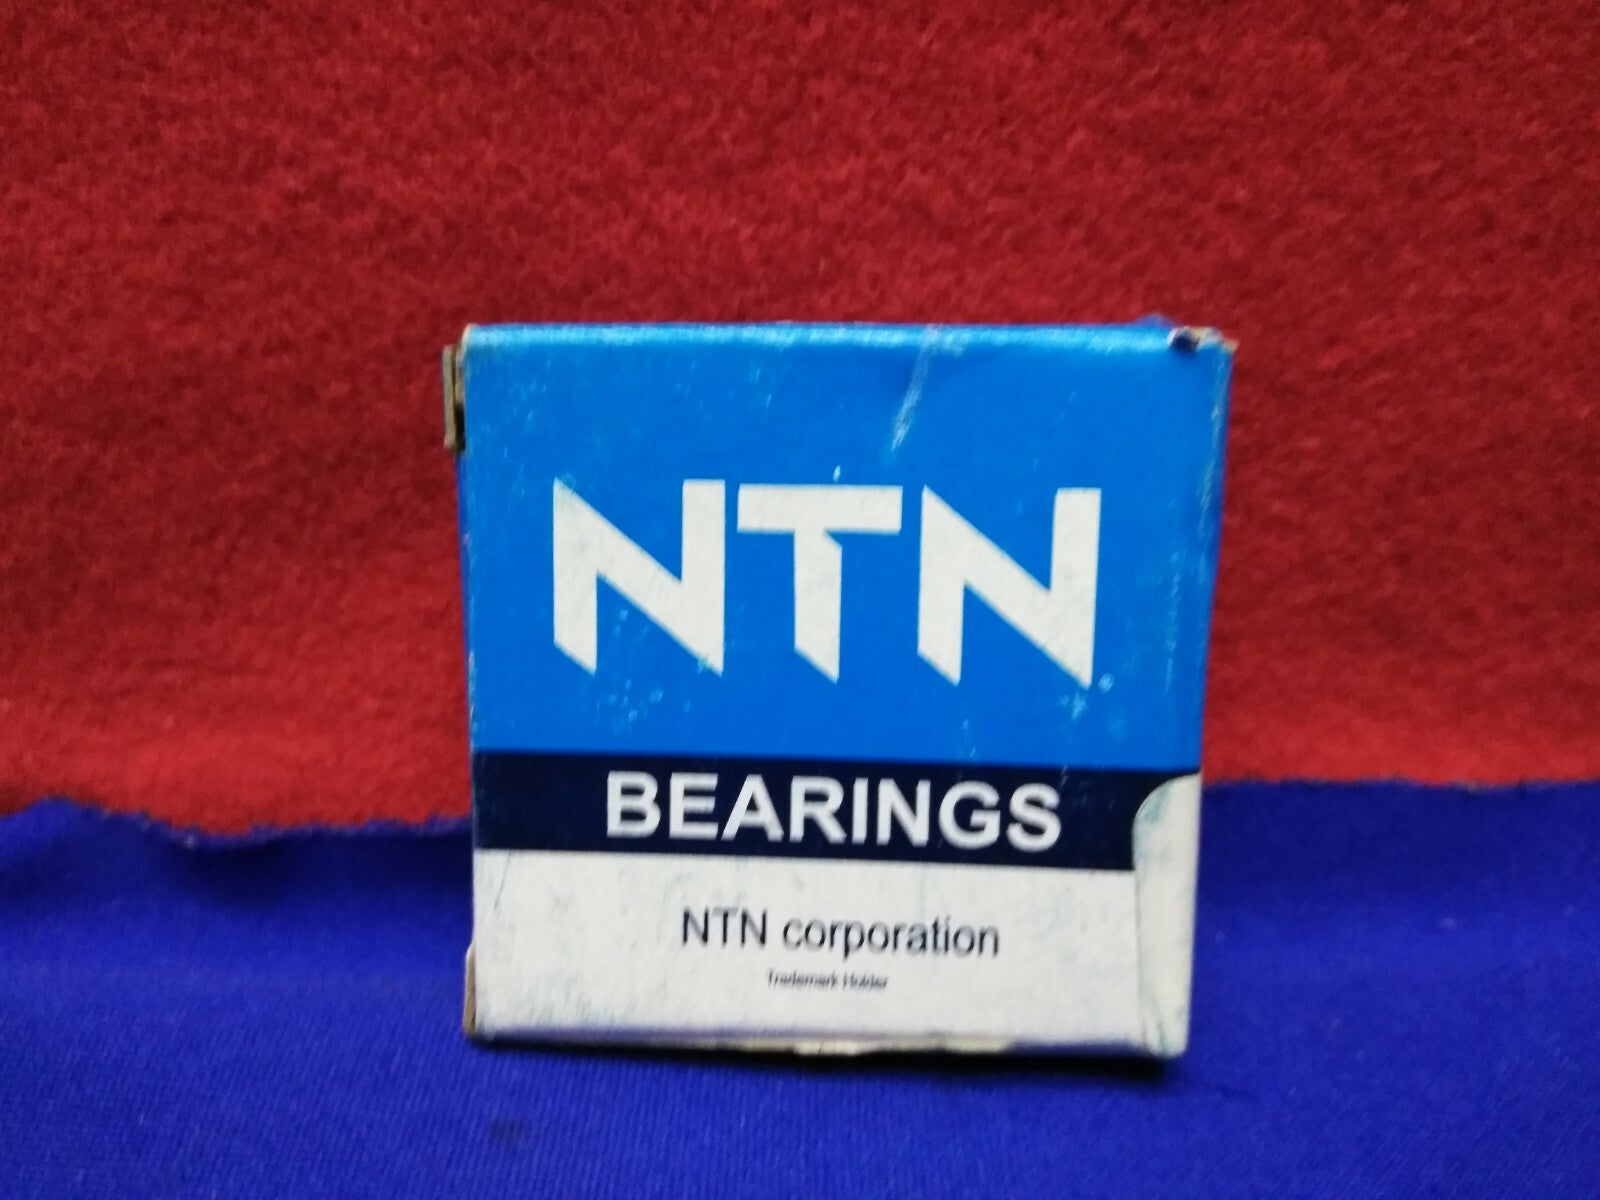 NTN
BEARINGS
NTN corporation
Trademark Holder